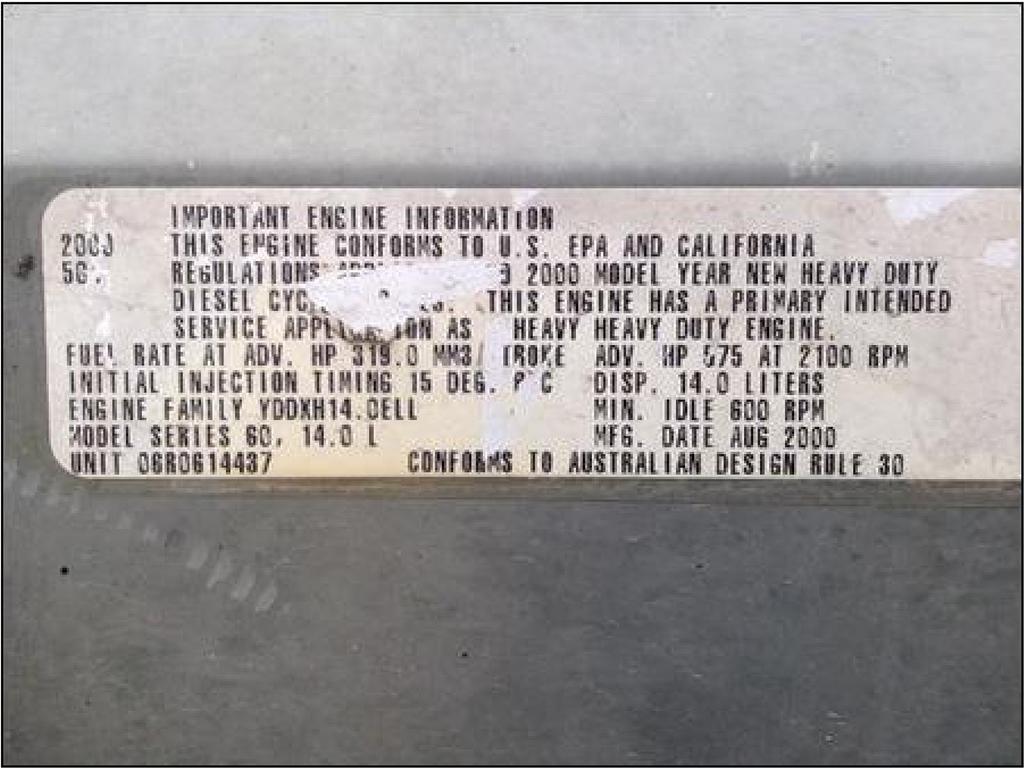 IMPORTANT ENGINE INFORMATION
2000 THIS ENGINE CONFORMS TO U.S. EPA AND CALIFORNIA
REGULATIONS 2000 MODEL YEAR NEW HEAVY DUTY
DIESEL THIS ENGINE HAS A PRIMARY INTENDED
SERVICE APPLICATION AS HEAVY HEAVY DUTY ENGINE.
FUEL RATE AT ADV. HP 319.0 ADV. HP 575 AT 2100 RPM
INITIAL INJECTION TIMING 15 DEG. DISP. 14.0 LITERS
ENGINE FAMILY YDDXH14.0ELL MIN. IDLE 600 RPM
MODEL SERIES 60, 14.0 L MFG. DATE AUG 2000
UNIT 06R0614437 CONFORMS TO AUSTRALIAN DESIGN RULE 30